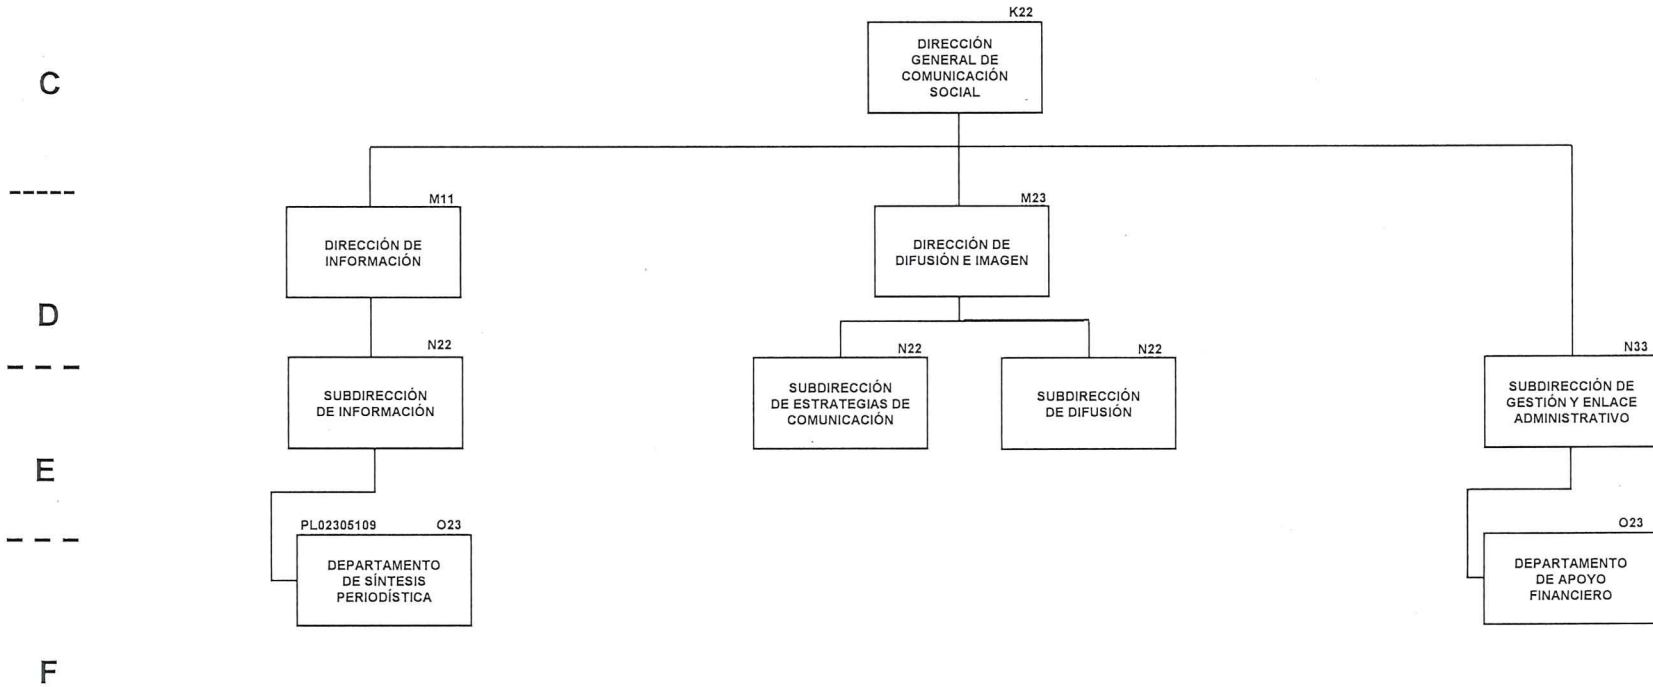 K22
DIRECCIÓN
GENERAL DE
COMUNICACIÓN
SOCIAL
C
M11
DIRECCIÓN DE
INFORMACIÓN
M23
DIRECCIÓN DE
DIFUSIÓN E IMAGEN
D
N22
SUBDIRECCIÓN
DE INFORMACIÓN
N22
SUBDIRECCIÓN
DE ESTRATEGIAS DE
COMUNICACIÓN
N22
SUBDIRECCIÓN
DE DIFUSIÓN
N33
SUBDIRECCIÓN DE
GESTIÓN Y ENLACE
ADMINISTRATIVO
E
PL02305109 O23
DEPARTAMENTO
DE SÍNTESIS
PERIODÍSTICA
O23
DEPARTAMENTO
DE APOYO
FINANCIERO
F